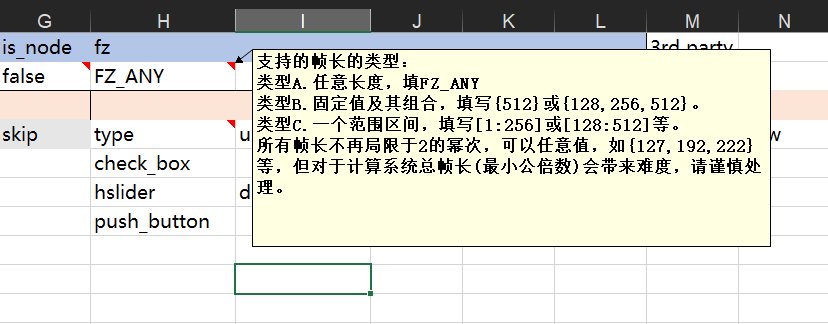 G H I J K L M N
is_node fz 3rd party
false FZ_ANY
支持的帧长的类型：
类型A.任意长度，填FZ_ANY
类型B.固定值及其组合，填写{512}或{128,256,512}。
类型C.一个范围区间，填写[1:256]或[128:512]等。
所有帧长不再局限于2的幂次，可以任意值，如{127,192,222}
等，但对于计算系统总帧长(最小公倍数)会带来难度，请谨慎处
理。
skip type u w
check_box
hslider d
push_button